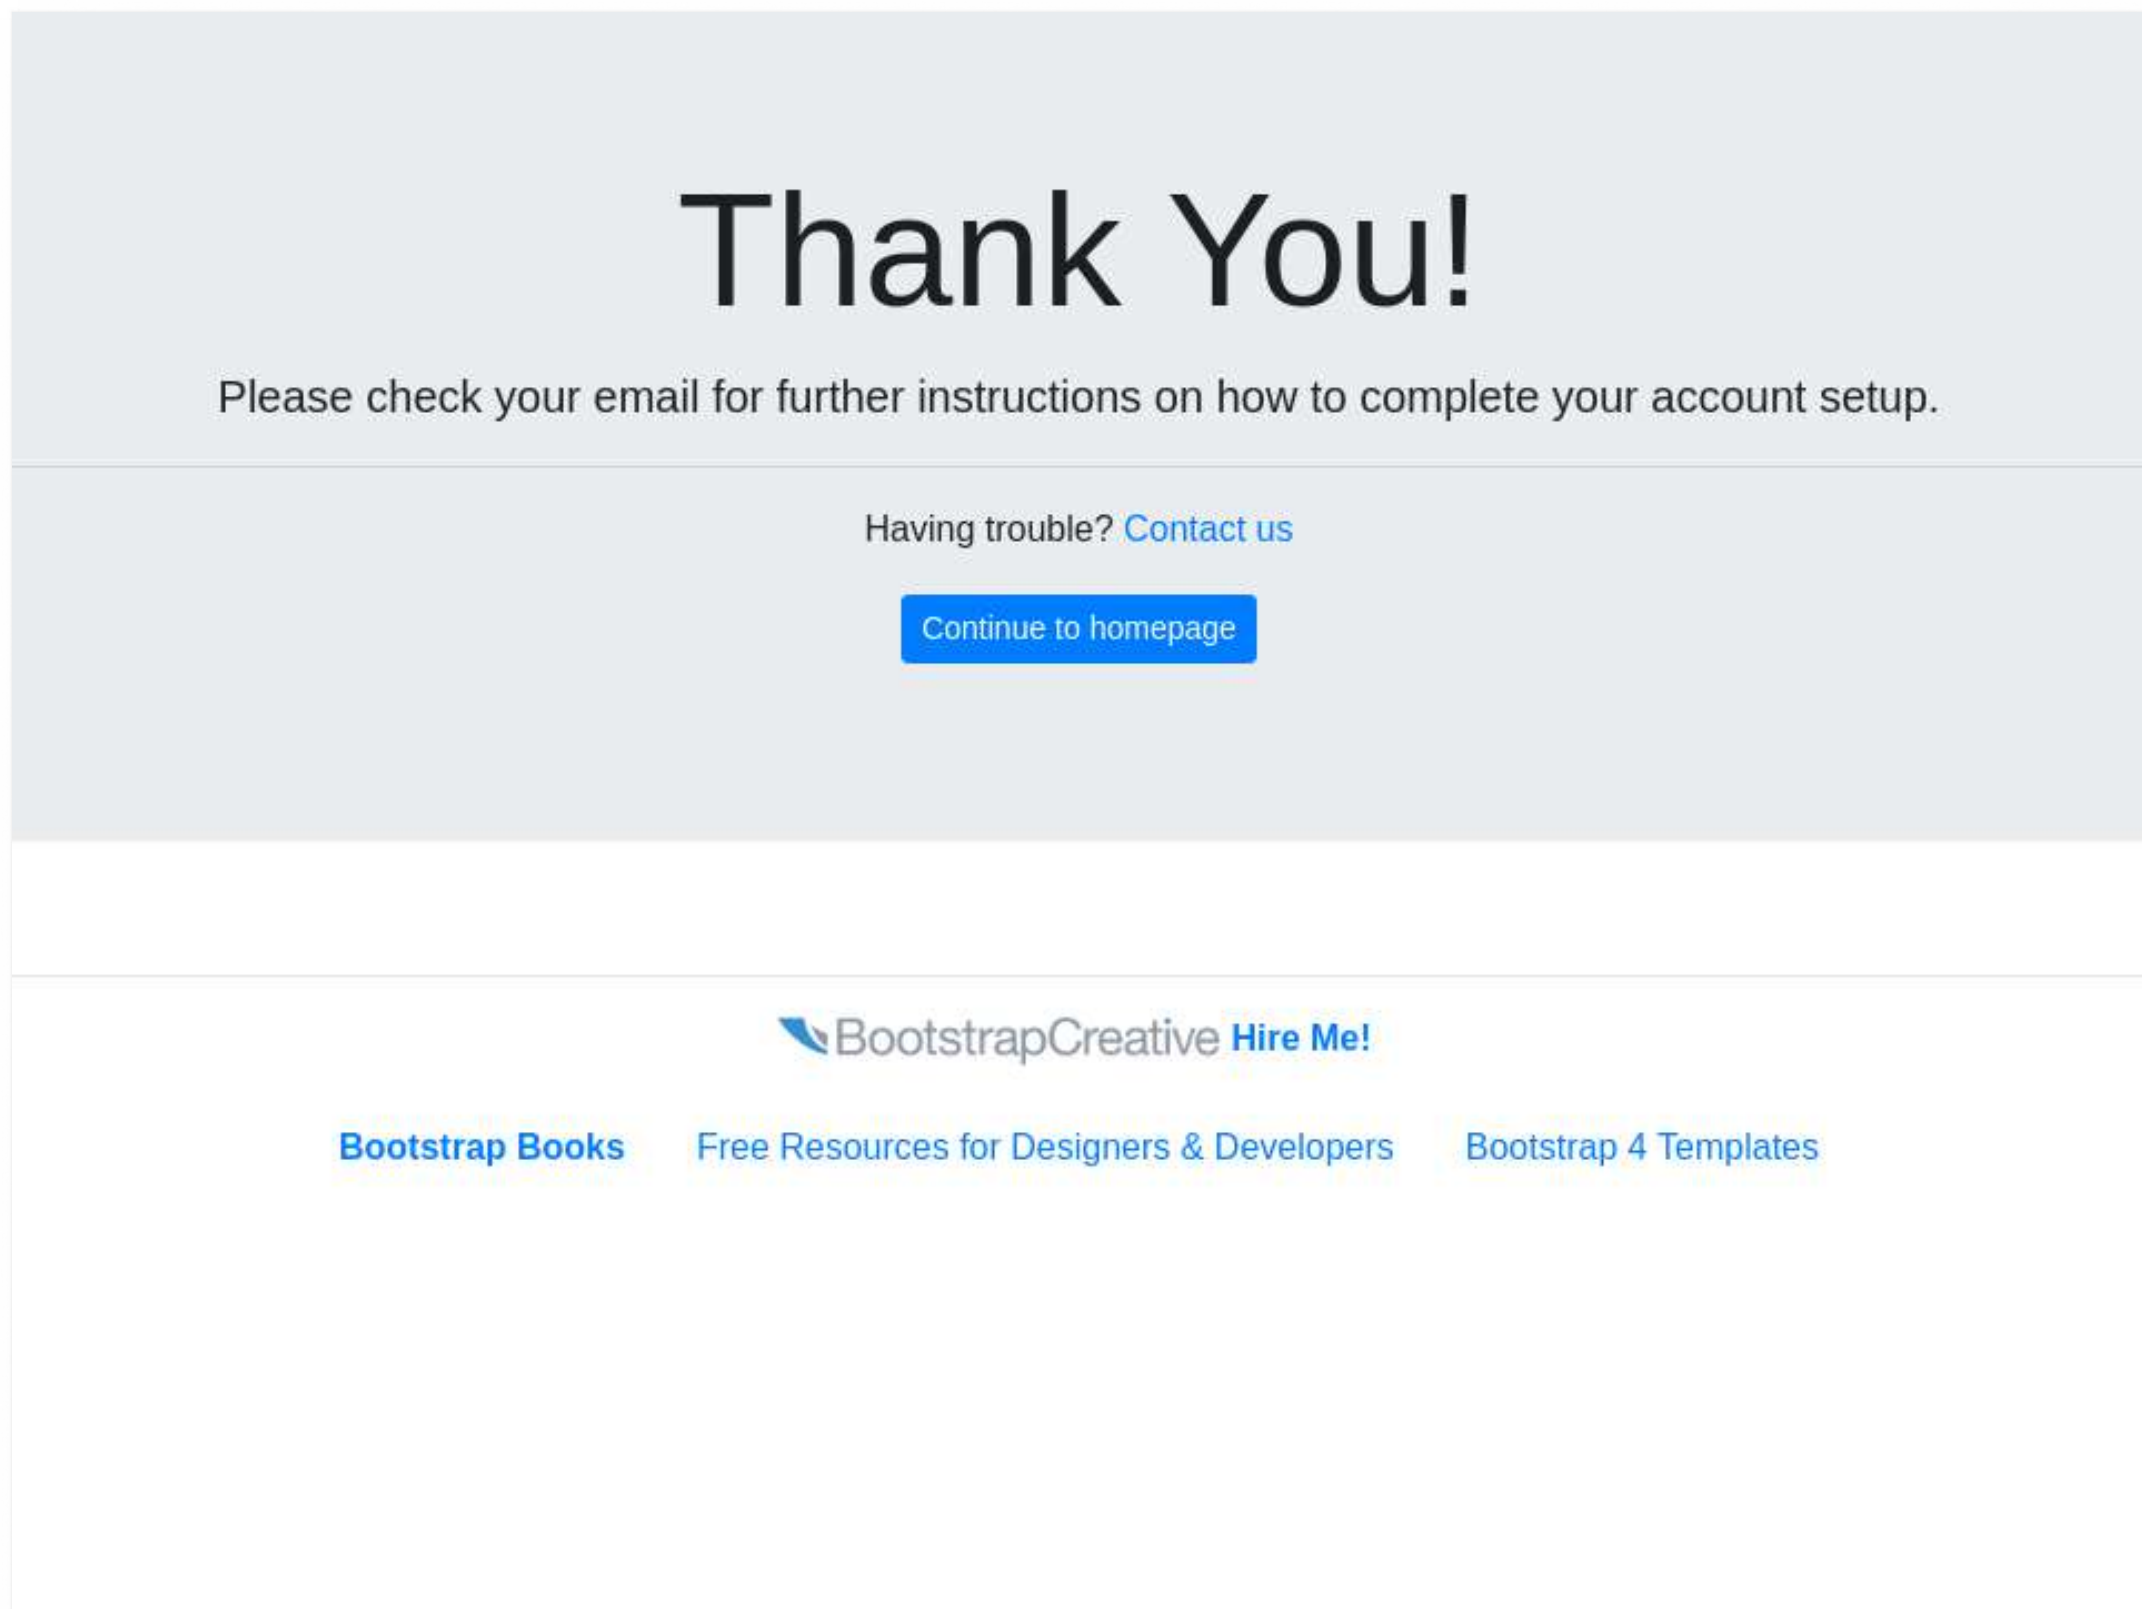 Thank You!
Please check your email for further instructions on how to complete your account setup.
Having trouble? Contact us
Continue to homepage
BootstrapCreative Hire Me!
Bootstrap Books Free Resources for Designers & Developers Bootstrap 4 Templates